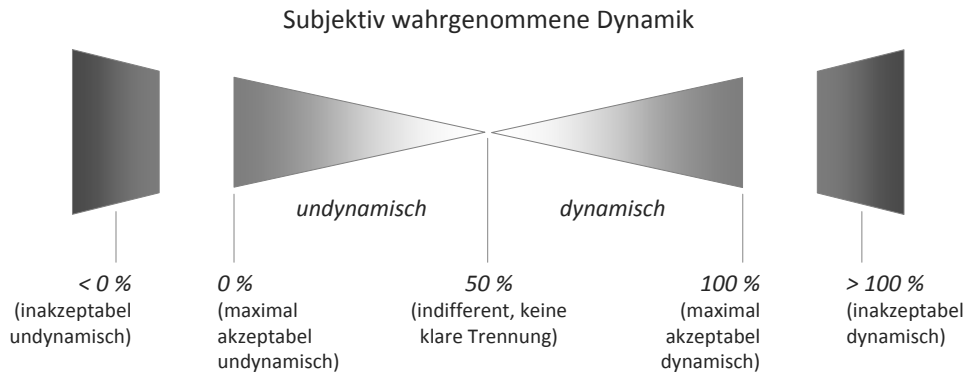 Subjektiv wahrgenommene Dynamik
undynamisch
dynamisch
< 0 %
(inakzeptabel
undynamisch)
0 %
(maximal
akzeptabel
undynamisch)
50 %
(indifferent, keine
klare Trennung)
100 %
(maximal
akzeptabel
dynamisch)
> 100 %
(inakzeptabel
dynamisch)